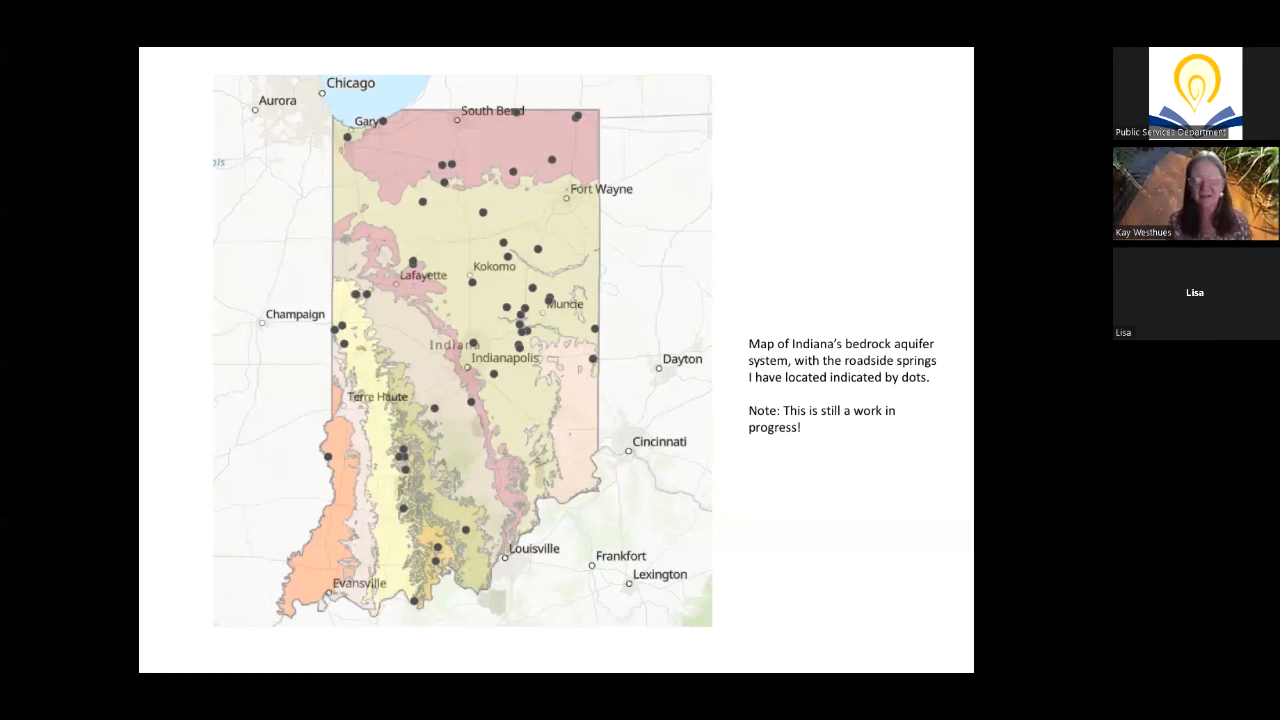 Chicago
Aurora
South Bend
Gary
Fort Wayne
Kokomo
Lafayette
Muncie
Champaign
Indiana
Indianapolis
Dayton
Terre Haute
Cincinnati
Louisville
Frankfort
Lexington
Evansville
Map of Indiana's bedrock aquifer
system, with the roadside springs
I have located indicated by dots.
Note: This is still a work in
progress!
Public Services Department
Kay Westhues
Lisa
Lisa